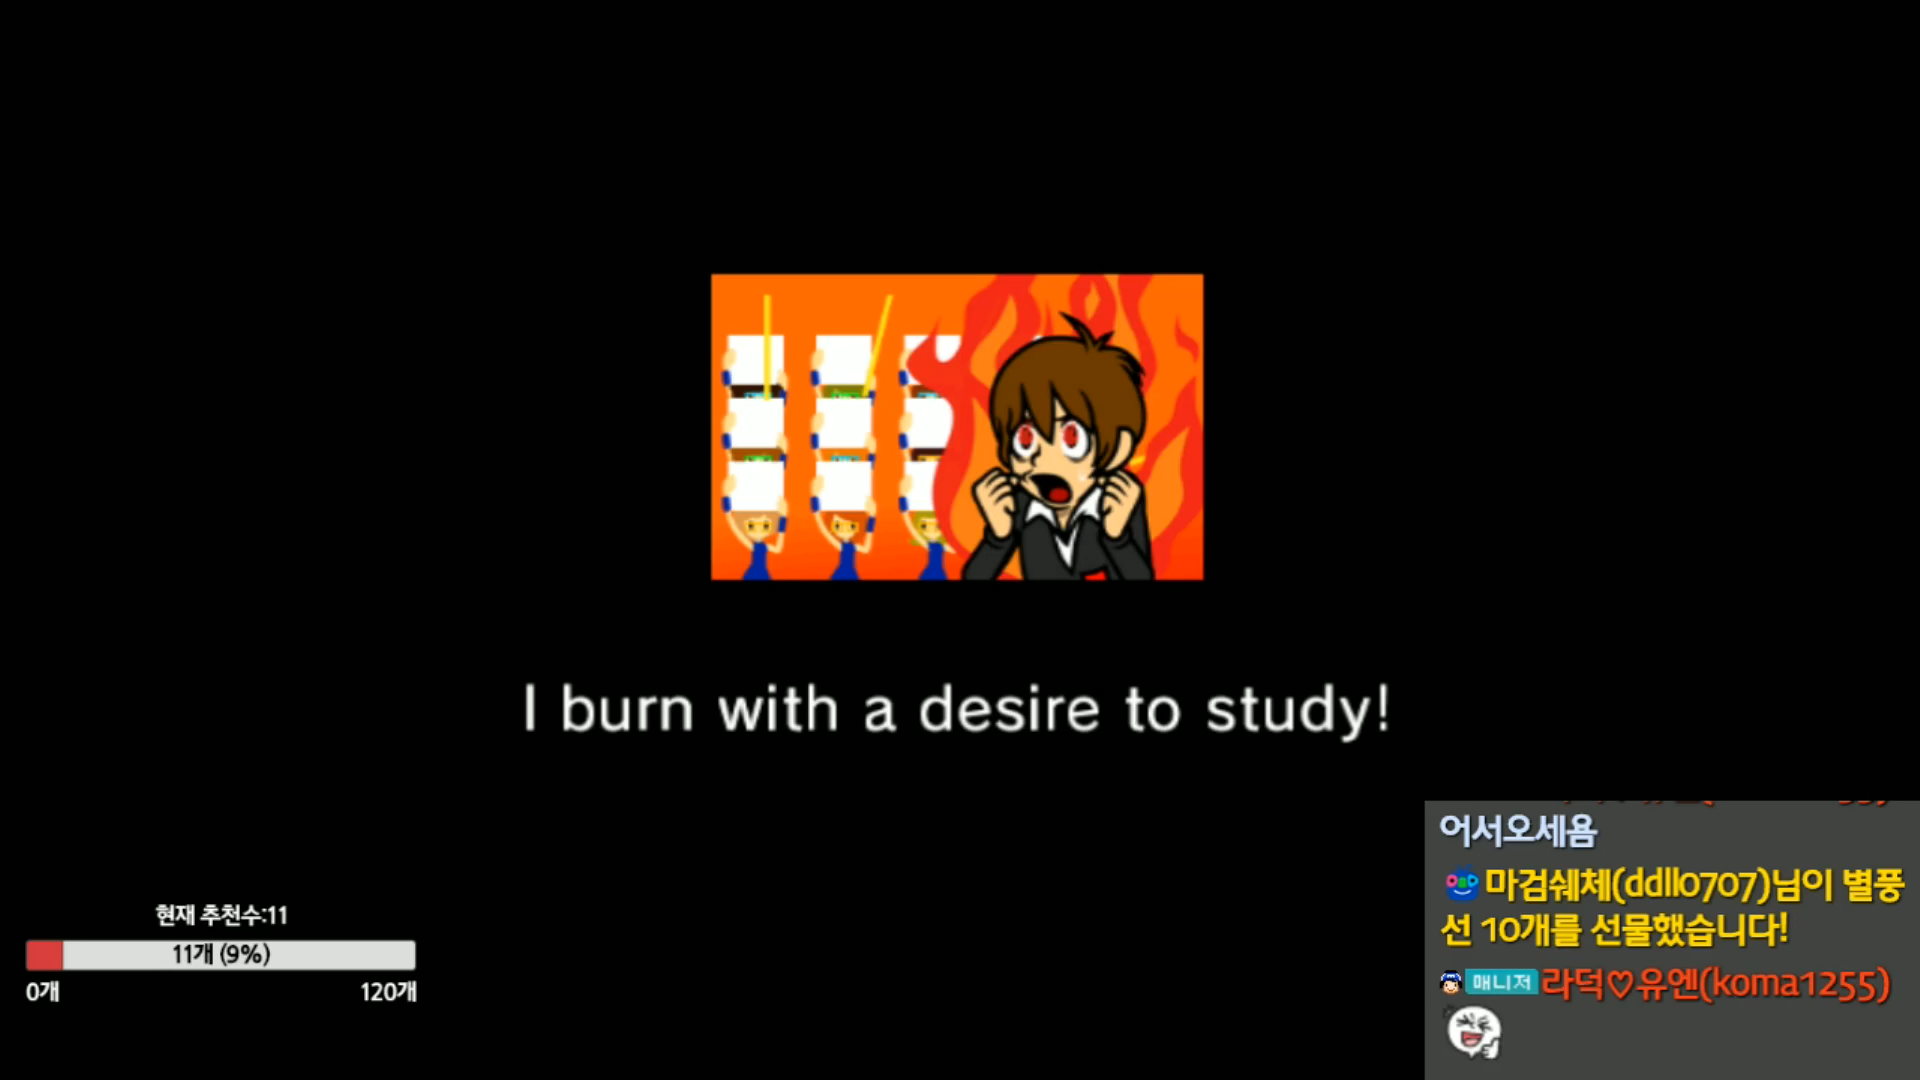 I burn with a desire to study!
현재 추천수:11
11개 (9%)
0개
120개
어서오세욤
마검쉐체(ddll0707)님이 별풍
선 10개를 선물했습니다!
매니저 라덕♡유엔(koma1255)